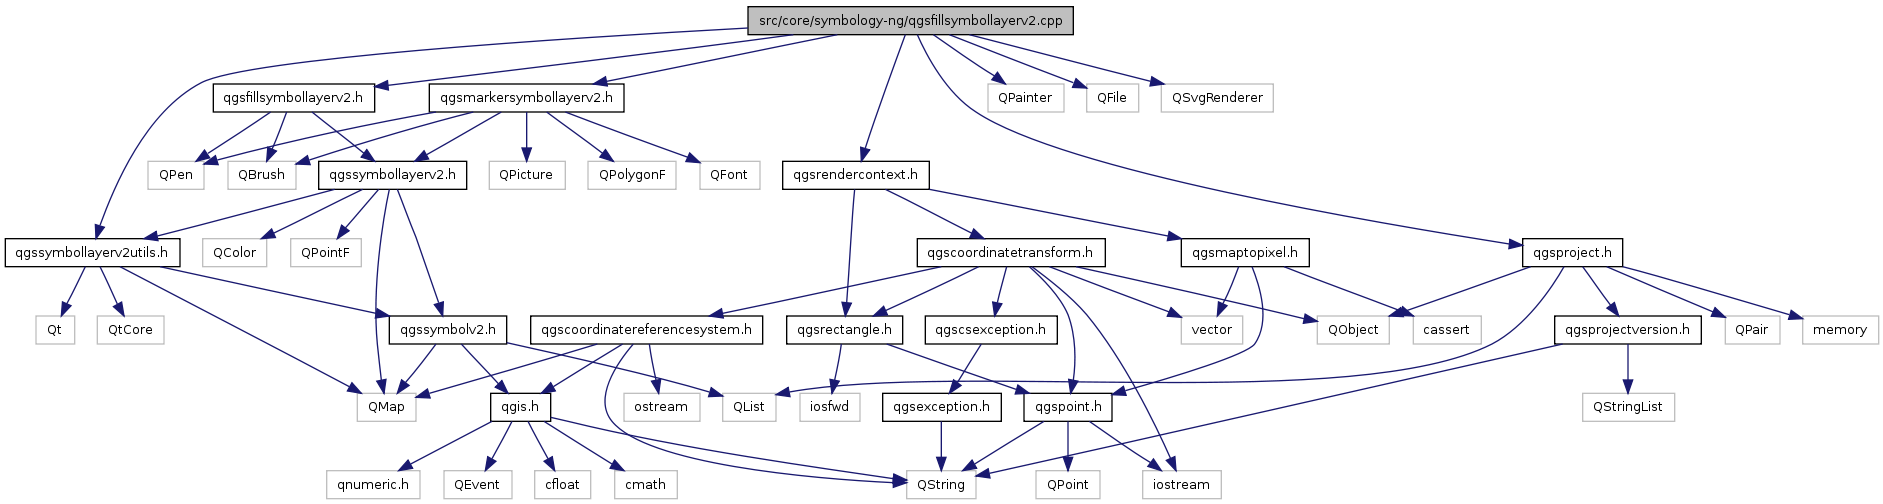 src/core/symbology-ng/qgsfillsymbollayerv2.cpp
qgsfillsymbollayerv2.h
qgsmarkersymbollayerv2.h
QPainter
QFile
QSvgRenderer
QPen
QBrush
qgssymbollayerv2.h
QPicture
QPolygonF
QFont
qgsrendercontext.h
qgssymbollayerv2utils.h
QColor
QPointF
qgscoordinatetransform.h
qgsmaptopixel.h
qgsproject.h
Qt
QtCore
qgssymbolv2.h
qgscoordinatereferencesystem.h
qgsrectangle.h
qgscsexception.h
vector
QObject
cassert
qgsprojectversion.h
QPair
memory
QMap
qgis.h
ostream
QList
iosfwd
qgsexception.h
qgspoint.h
QStringList
qnumeric.h
QEvent
cfloat
cmath
QString
QPoint
iostream